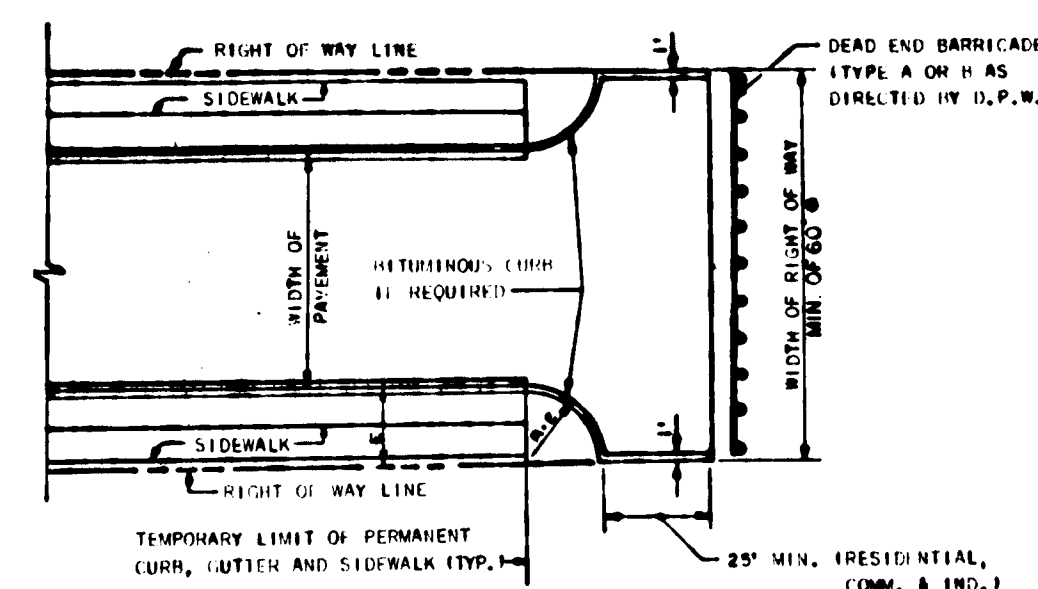 RIGHT OF WAY LINE
SIDEWALK
1'
DEAD END BARRICADE
(TYPE A OR B AS
DIRECTED BY D.P.W.
WIDTH OF
PAVEMENT
BITUMINOUS CURB
IF REQUIRED
WIDTH OF RIGHT OF WAY
MIN. OF 60'
SIDEWALK
1'
RIGHT OF WAY LINE
TEMPORARY LIMIT OF PERMANENT
CURB, GUTTER AND SIDEWALK (TYP.)
25' MIN. (RESIDENTIAL,
COMM. & IND.)